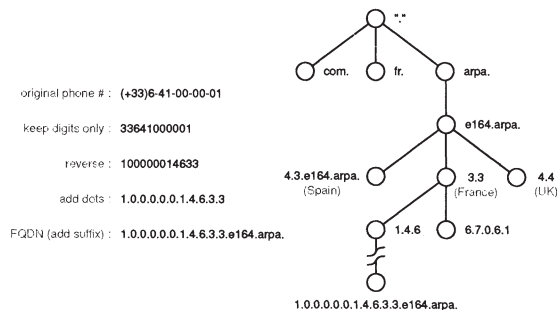 "."
com.
fr.
arpa.
original phone # : (+33)6-41-00-00-01
keep digits only : 33641000001
reverse : 100000014633
add dots : 1.0.0.0.0.0.1.4.6.3.3
FQDN (add suffix) : 1.0.0.0.0.0.1.4.6.3.3.e164.arpa.
e164.arpa.
4.3.e164.arpa.
(Spain)
3.3
(France)
4.4
(UK)
1.4.6
6.7.0.6.1
1.0.0.0.0.0.1.4.6.3.3.e164.arpa.